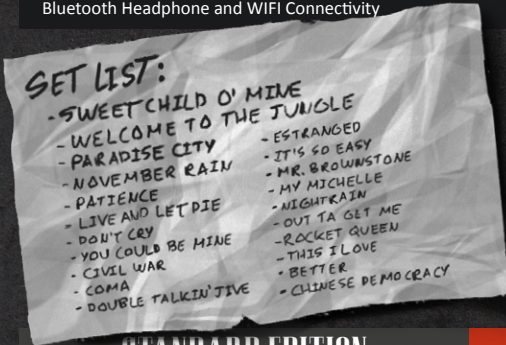 Bluetooth Headphone and WIFI Connectivity
SET LIST:
- SWEET CHILD O' MINE
- WELCOME TO THE JUNGLE
- PARADISE CITY
- NOVEMBER RAIN
- PATIENCE
- LIVE AND LET DIE
- DON'T CRY
- YOU COULD BE MINE
- CIVIL WAR
- COMA
- DOUBLE TALKIN' JIVE
- ESTRANGED
- IT'S SO EASY
- MR. BROWNSTONE
- MY MICHELLE
- NIGHTRAIN
- OUT TA GET ME
- ROCKET QUEEN
- THIS I LOVE
- BETTER
- CHINESE DEMOCRACY
STANDARD EDITION